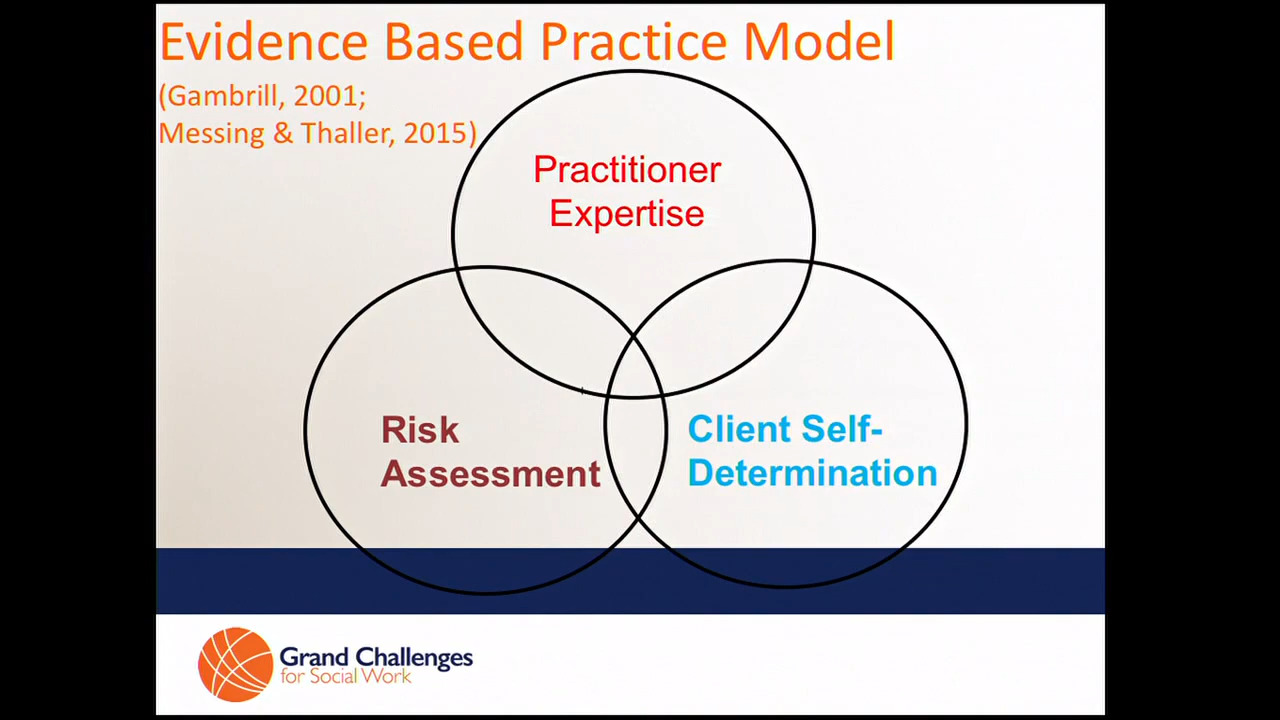 Evidence Based Practice Model
(Gambrill, 2001;
Messing & Thaller, 2015)
Practitioner
Expertise
Risk
Assessment
Client Self-
Determination
Grand Challenges
for Social Work